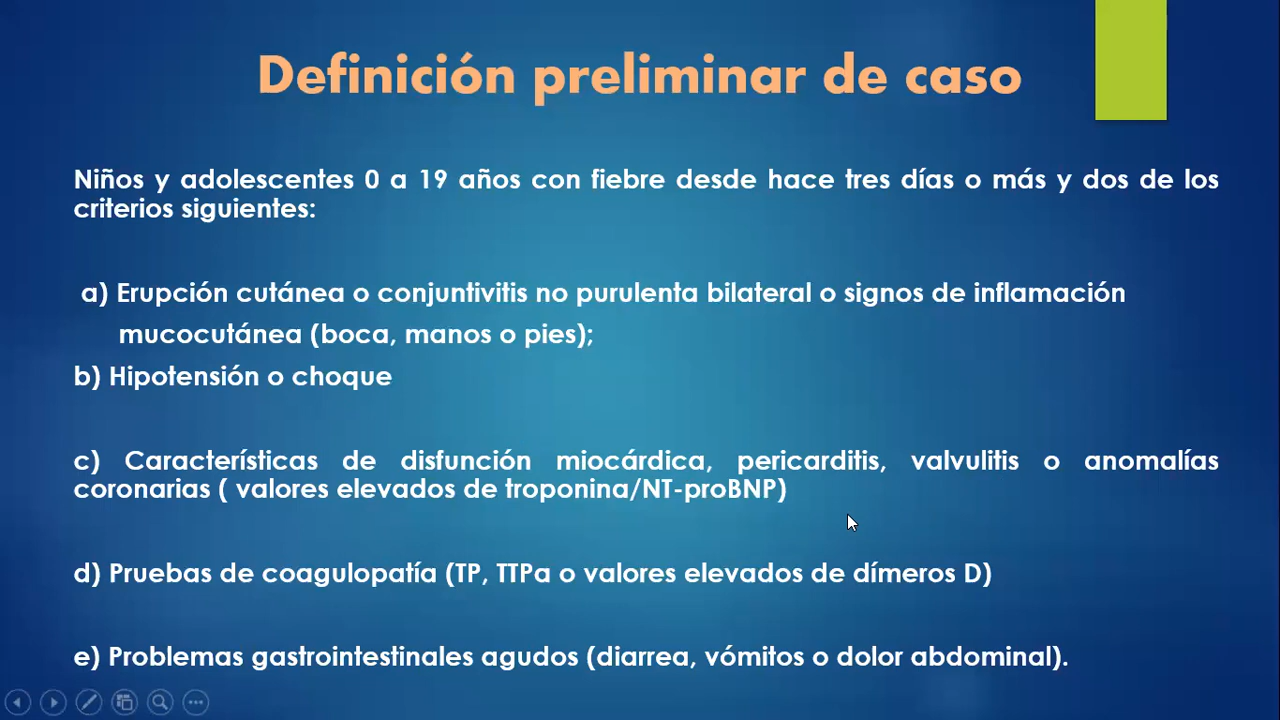 Definición preliminar de caso
Niños y adolescentes 0 a 19 años con fiebre desde hace tres días o más y dos de los
criterios siguientes:
a) Erupción cutánea o conjuntivitis no purulenta bilateral o signos de inflamación
mucocutánea (boca, manos o pies);
b) Hipotensión o choque
c) Características de disfunción miocárdica, pericarditis, valvulitis o anomalías
coronarias ( valores elevados de troponina/NT-proBNP)
d) Pruebas de coagulopatía (TP, TTPa o valores elevados de dímeros D)
e) Problemas gastrointestinales agudos (diarrea, vómitos o dolor abdominal).